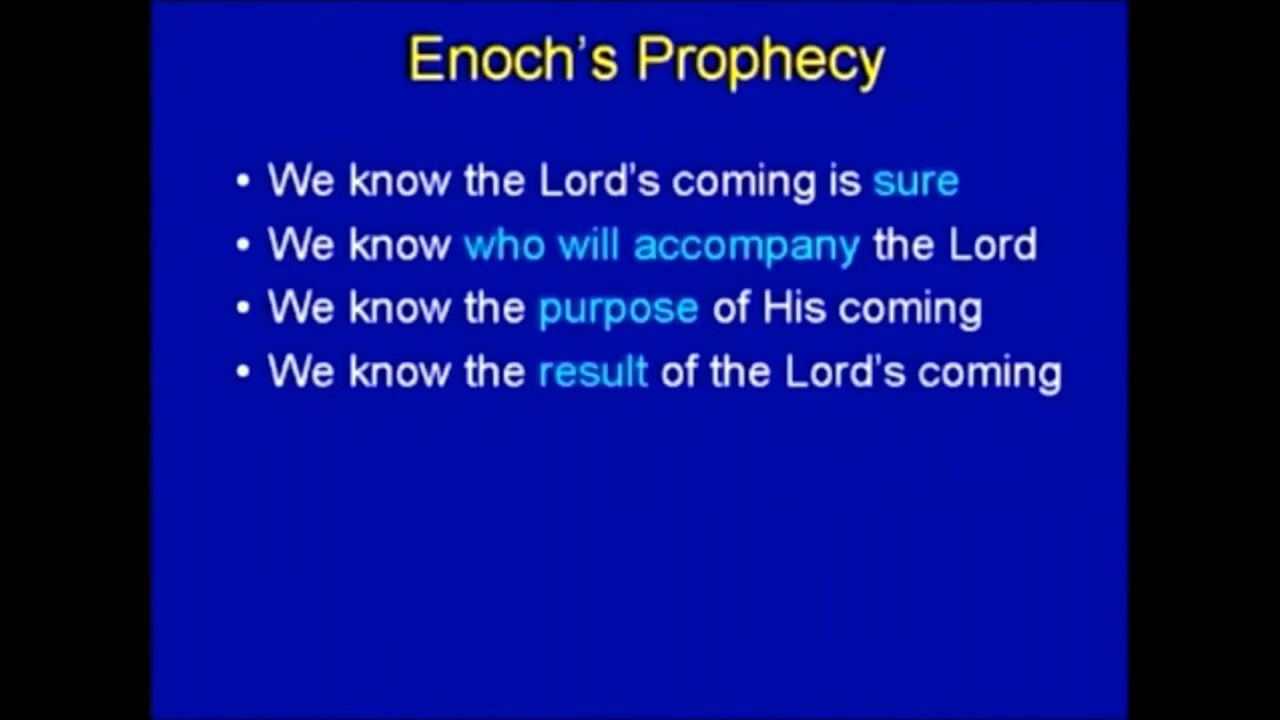 Enoch's Prophecy
• We know the Lord's coming is sure
• We know who will accompany the Lord
• We know the purpose of His coming
• We know the result of the Lord's coming